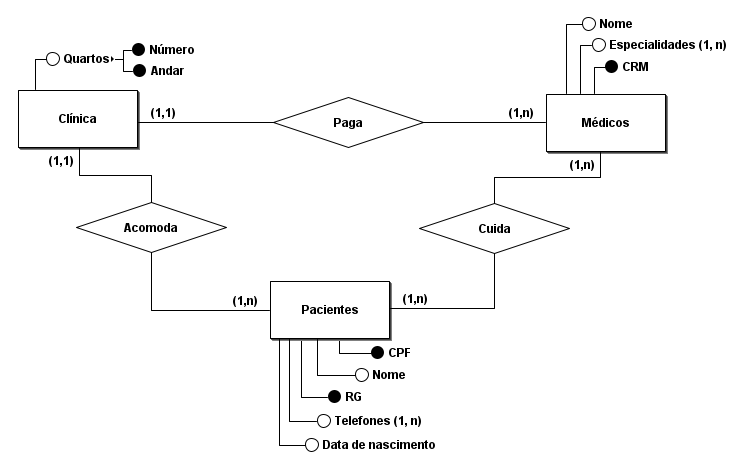 Nome
Quartos
Número
Especialidades (1, n)
Andar
CRM
Clínica
(1,1)
Paga
(1,n)
Médicos
(1,1)
(1,n)
Acomoda
Cuida
(1,n)
Pacientes
(1,n)
CPF
Nome
RG
Telefones (1, n)
Data de nascimento